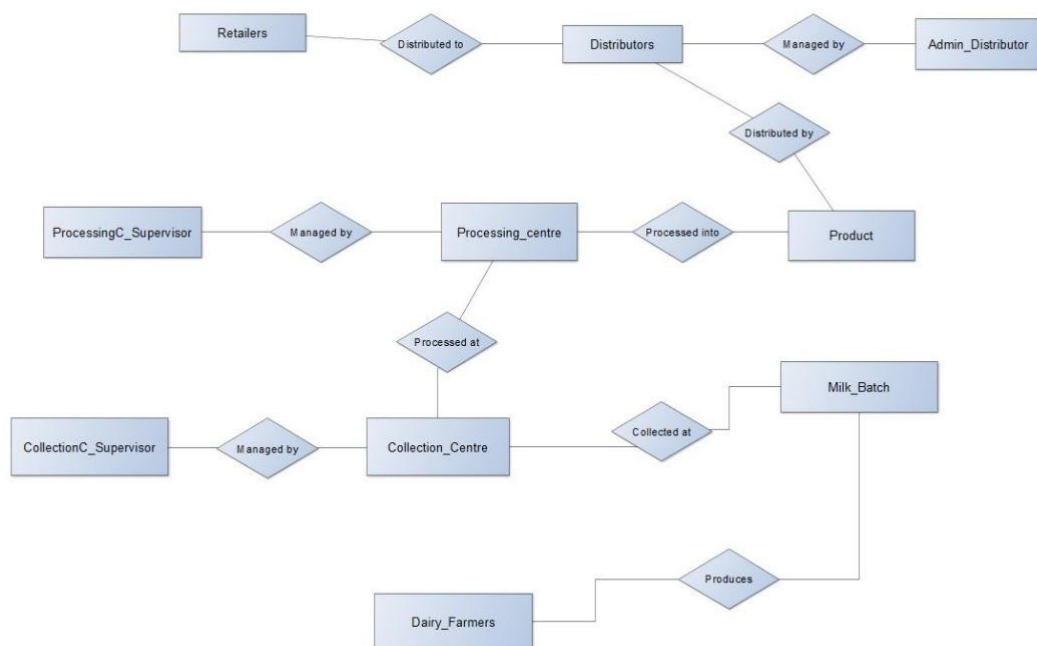 Retailers
Distributed to
Distributors
Managed by
Admin_Distributor
Distributed by
ProcessingC_Supervisor
Managed by
Processing_centre
Processed into
Product
Processed at
Milk_Batch
CollectionC_Supervisor
Managed by
Collection_Centre
Collected at
Produces
Dairy_Farmers